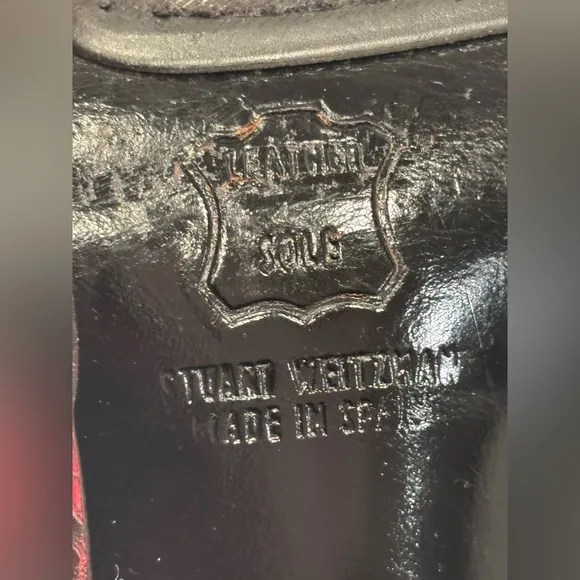 LEATHER
SOLE
STUART WEITZMAN
MADE IN SPAIN